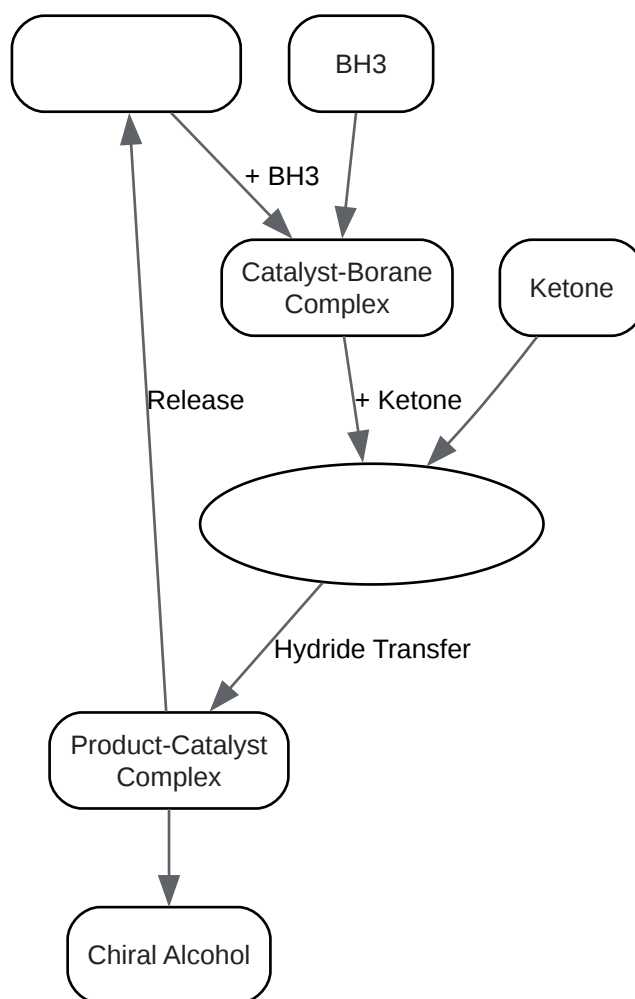 BH3
+ BH3
Catalyst-Borane
Complex
Ketone
Release
+ Ketone
Hydride Transfer
Product-Catalyst
Complex
Chiral Alcohol